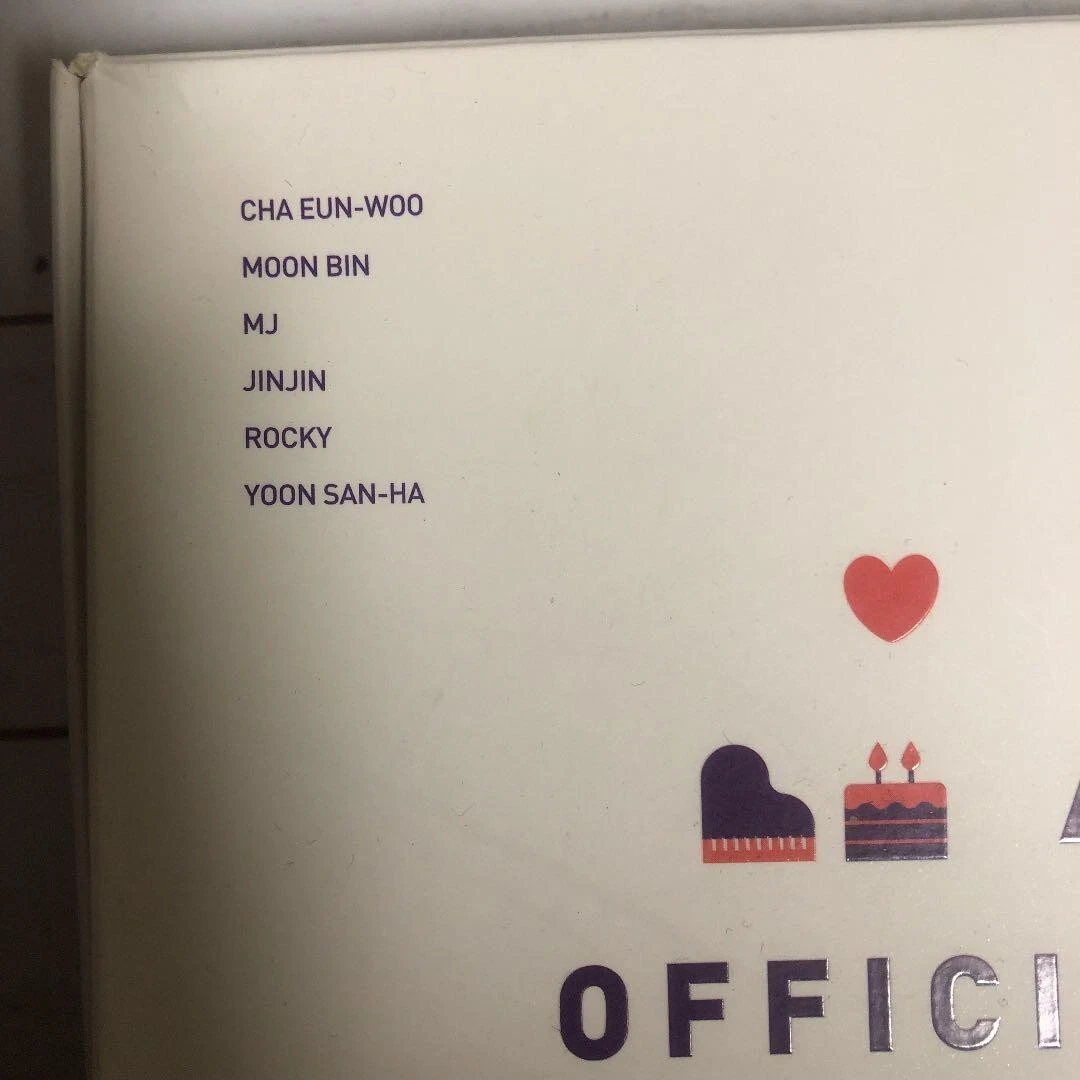 CHA EUN-WOO
MOON BIN
MJ
JINJIN
ROCKY
YOON SAN-HA
OFFICI